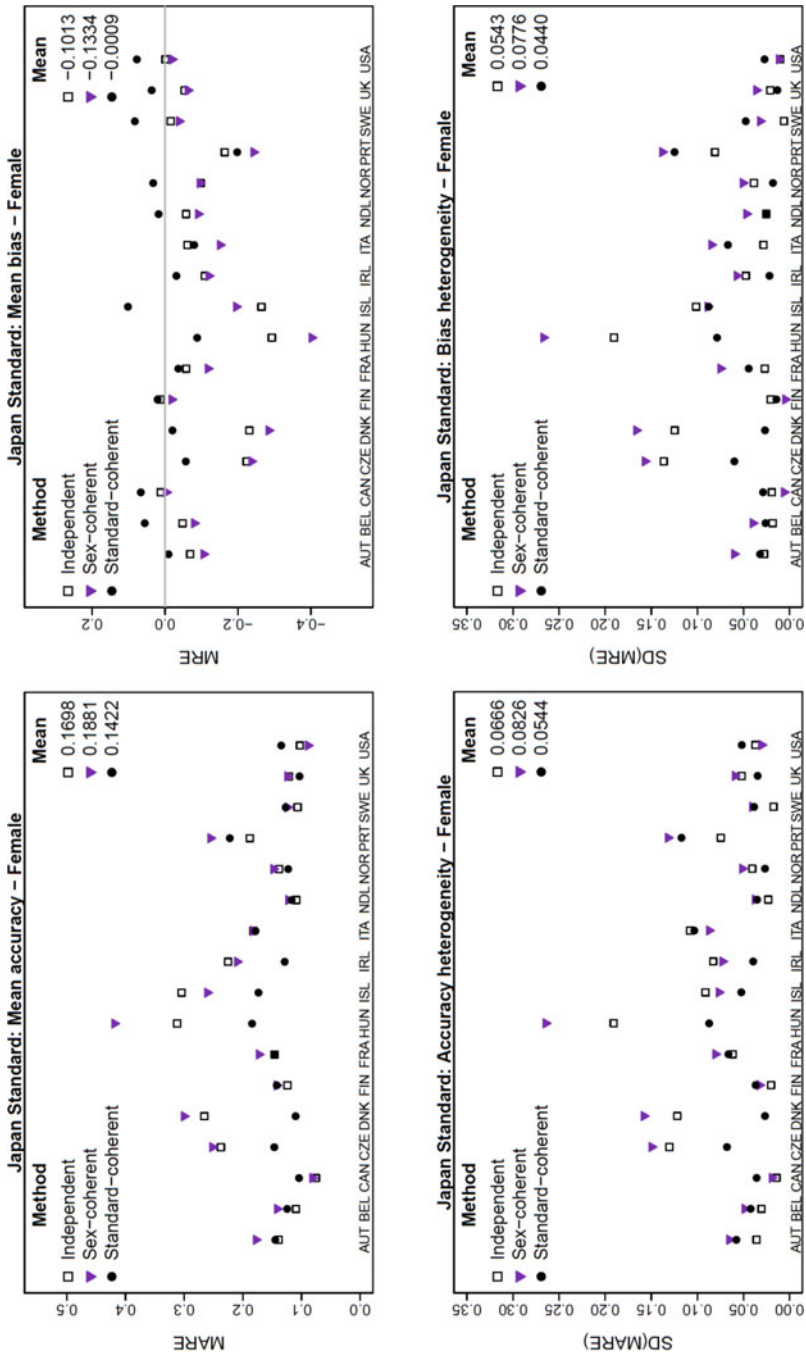 Japan Standard: Mean accuracy – Female
Method Mean
Independent 0.1698
Sex−coherent 0.1881
Standard−coherent 0.1422
MARE
0.5
0.4
0.3
0.2
0.1
0.0
AUT BEL CAN CZE DNK FIN FRA HUN ISL IRL ITA NDL NOR PRT SWE UK USA
Japan Standard: Mean bias – Female
Method Mean
Independent −0.1013
Sex−coherent −0.1334
Standard−coherent −0.0009
MRE
0.2
0.0
−0.2
−0.4
AUT BEL CAN CZE DNK FIN FRA HUN ISL IRL ITA NDL NOR PRT SWE UK USA
Japan Standard: Accuracy heterogeneity – Female
Method Mean
Independent 0.0666
Sex−coherent 0.0826
Standard−coherent 0.0544
SD(MARE)
0.35
0.30
0.25
0.20
0.15
0.10
0.05
0.00
AUT BEL CAN CZE DNK FIN FRA HUN ISL IRL ITA NDL NOR PRT SWE UK USA
Japan Standard: Bias heterogeneity – Female
Method Mean
Independent 0.0543
Sex−coherent 0.0776
Standard−coherent 0.0440
SD(MRE)
0.35
0.30
0.25
0.20
0.15
0.10
0.05
0.00
AUT BEL CAN CZE DNK FIN FRA HUN ISL IRL ITA NDL NOR PRT SWE UK USA